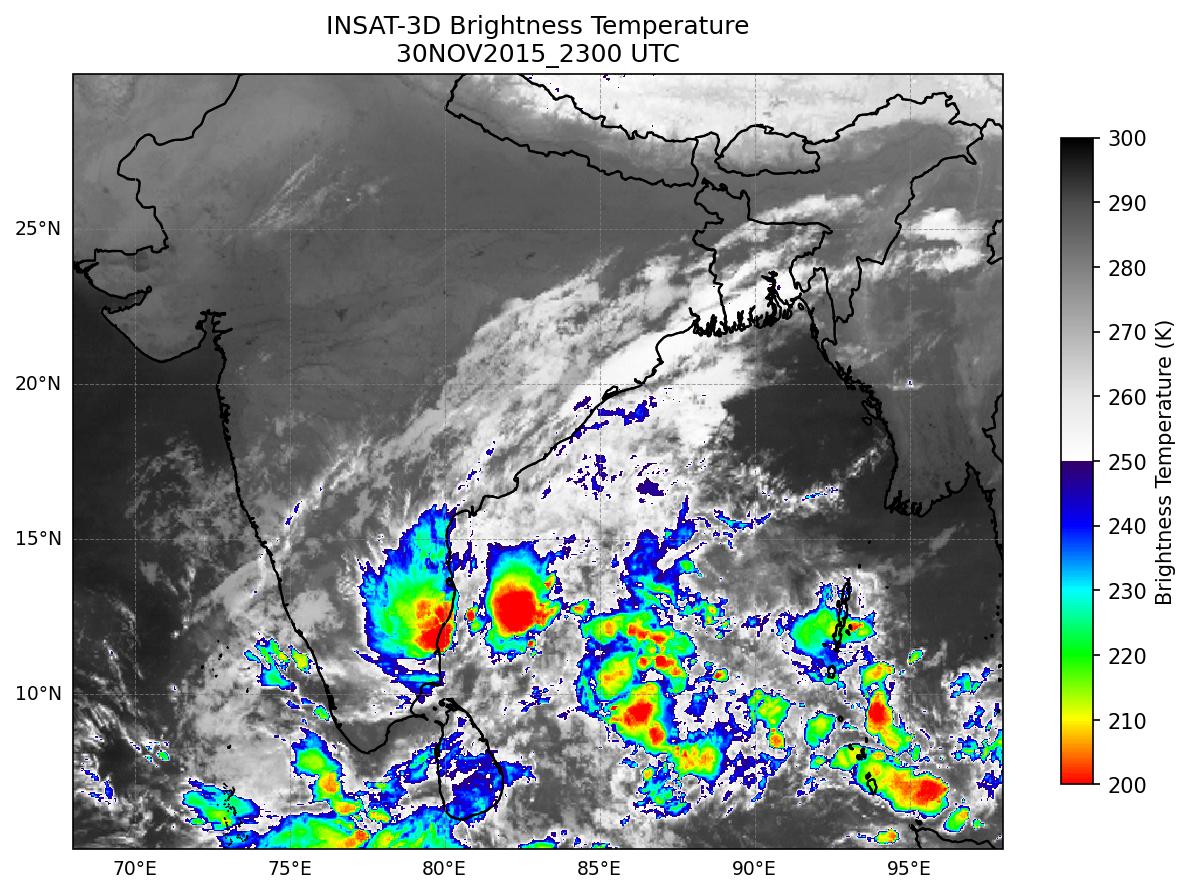 INSAT-3D Brightness Temperature
30NOV2015_2300 UTC
25°N
20°N
15°N
10°N
70°E
75°E
80°E
85°E
90°E
95°E
300
290
280
270
260
250
240
230
220
210
200
Brightness Temperature (K)